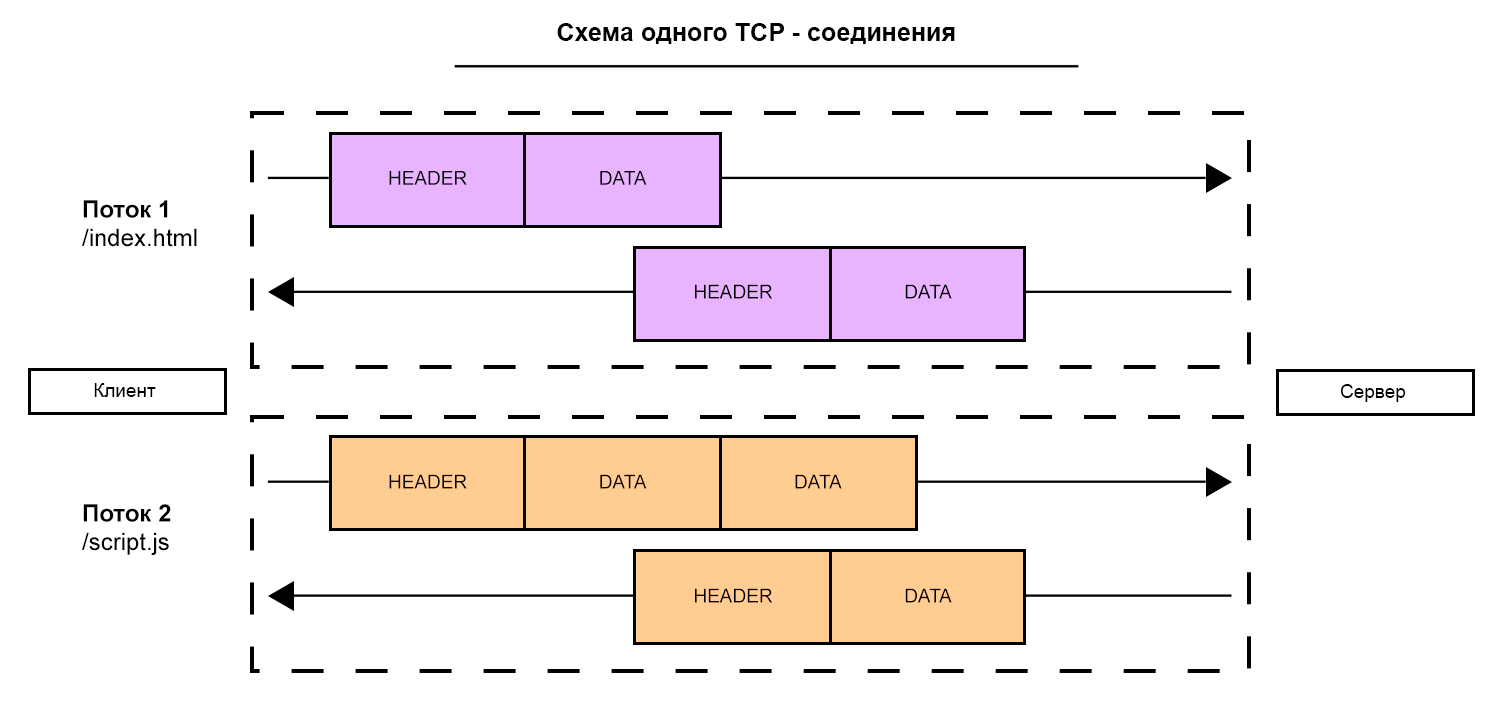 Схема одного TCP - соединения
HEADER DATA
Поток 1
/index.html
HEADER DATA
Клиент
Сервер
HEADER DATA DATA
Поток 2
/script.js
HEADER DATA